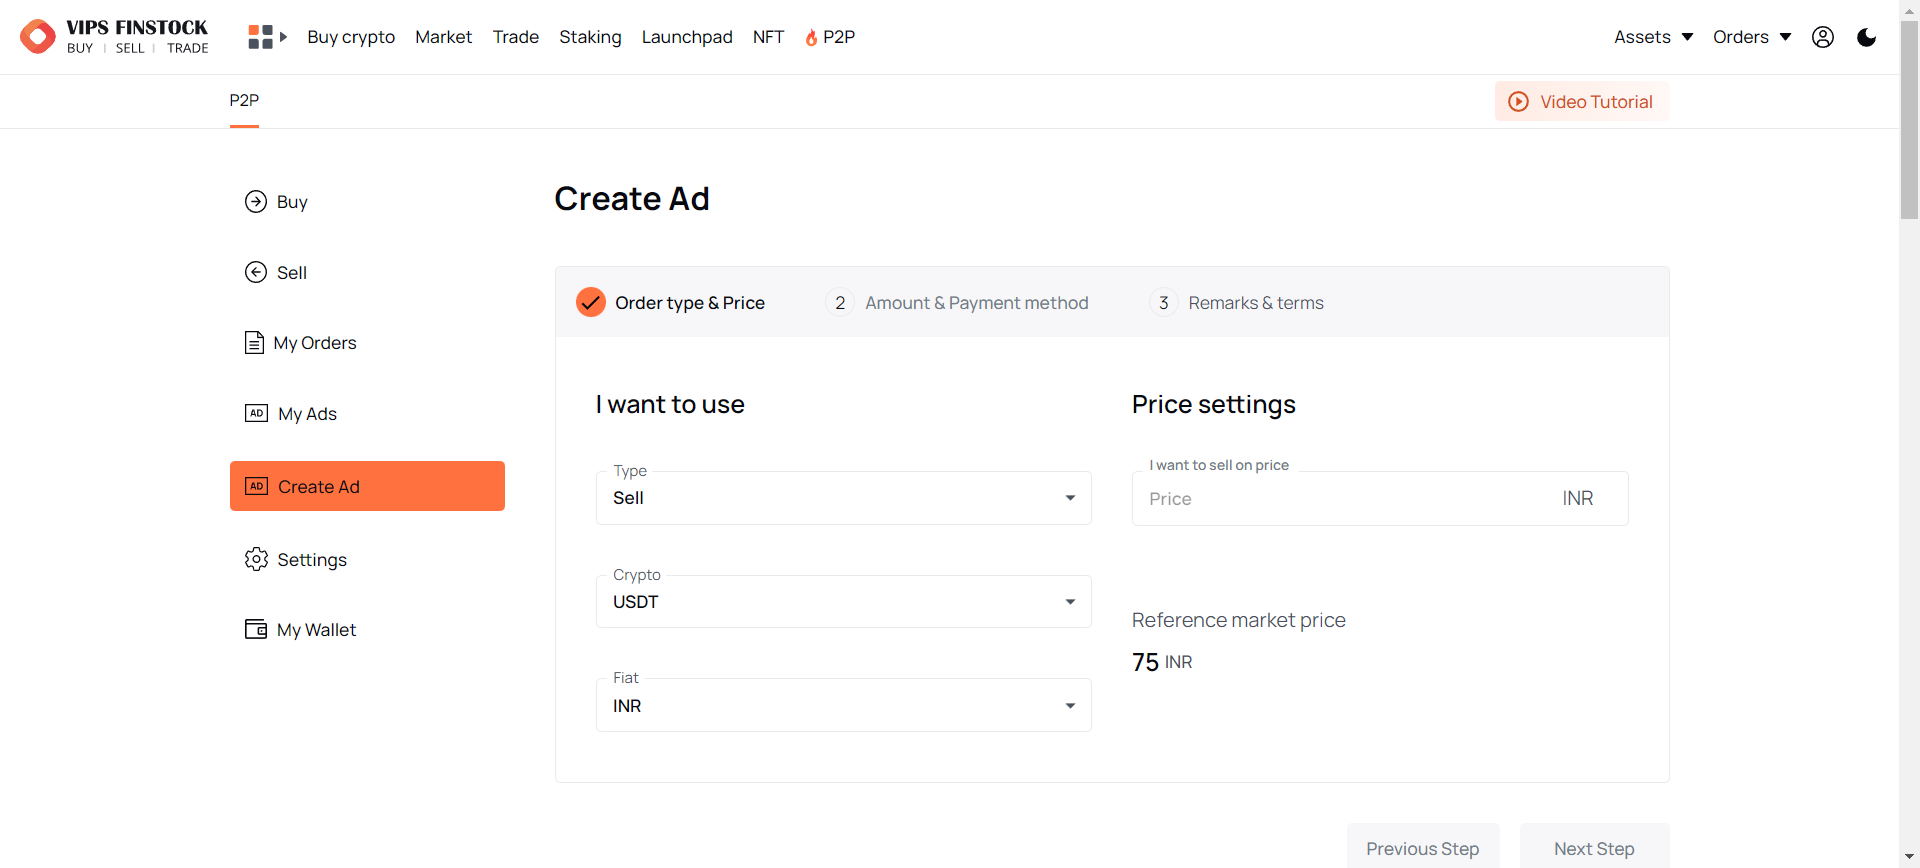 VIPS FINSTOCK
BUY | SELL | TRADE
Buy crypto Market Trade Staking Launchpad NFT P2P
Assets Orders
P2P
Video Tutorial
Buy
Sell
My Orders
AD My Ads
AD Create Ad
Settings
My Wallet
Create Ad
Order type & Price 2 Amount & Payment method 3 Remarks & terms
I want to use
Type
Sell
Crypto
USDT
Fiat
INR
Price settings
I want to sell on price
Price INR
Reference market price
75 INR
Previous Step Next Step